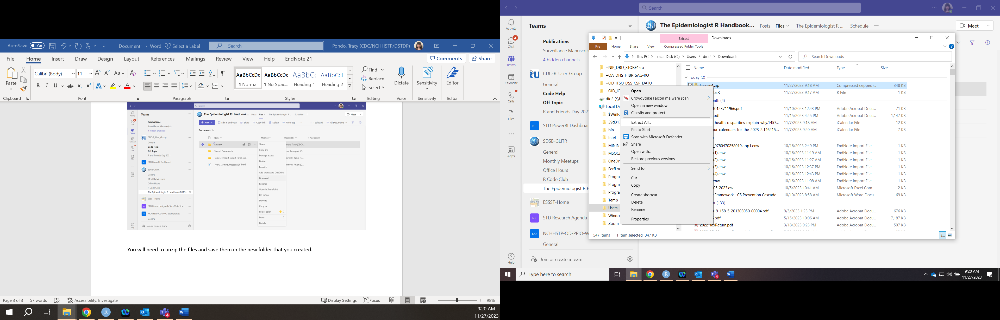 AutoSave Off Document1 - Word Select a Label Search Pondo, Tracy (CDC/NCHHSTP/DSTDP)
File Home Insert Draw Design Layout References Mailings Review View Help EndNote 21 Comments Share
Paste Calibri (Body) 11 Aa AaBbCcDc AaBbCcDc AaBbCc AaBbCcD Find Replace Select Dictate Sensitivity Editor
¶ Normal ¶ No Spac... Heading 1 Heading 2
Clipboard Font Paragraph Styles Editing Voice Sensitivity Editor
Search
Teams The Epidemiologist R Handbook... Posts Files The Epidemiologist R ... Schedule Meet
Publications
Surveillance Manuscripts
4 hidden channels
CDC-R_User_Group
General
Code Help
Off Topic
R and Friends Day 2021
STD PowerBI Dashboard
SDSB-GLITR
General
Monthly Meetups
Office Hours
R Code Club
The Epidemiologist R Handbook (DSTD...
ESSST-Home
STD Research Agenda Surv/Data Scie...
NCHHSTP-OD-PPIO-Workgroups
General
Join or create a team
New Edit in grid view Share Copy link Delete Pin to top 1 selected All Documents
Documents
Name Modified Modified By Add column
Lesson4
Shared Documents
Topic_3_Import_Export_Pivot_Join
Topic_1_Basics_Projects_GIT.html
Share
Copy link
Manage access
Delete
Favorite
Add shortcut to OneDrive
Download
Rename
Open in SharePoint
Pin to top
Move to
Copy to
Folder color
More
Details
You will need to unzip the files and save them in the new folder that you created.
Page 3 of 3 57 words Accessibility: Investigate Display Settings Focus 98%
9:20 AM
11/27/2023
Search
Activity
Chat 4
Teams
Calendar
Calls
Files
Apps
Help
Teams
Publications
Surveillance Manuscrip
4 hidden channels
CDC-R_User_Group
General
Code Help
Off Topic
R and Friends Day 202
NP STD PowerBI Dashboar
SDSB-GLITR
General
Monthly Meetups
Office Hours
R Code Club
The Epidemiologist R H
ESSST-Home
NR STD Research Agenda
NO NCHHSTP-OD-PPIO-W
General
Join or create a team
The Epidemiologist R Handbook... Posts Files The Epidemiologist R ... Schedule Meet
Extract Downloads
File Home Share View Compressed Folder Tools
This PC Local Disk (C:) Users dio2 Downloads Search Downloads
+NIP_DBD_STORE1-ro
+OA_DHS_HIBR_SAG-RO
+OD_ITSO_DSS_CSP_DATU
+OID_IO
dio2 (\\
Local Di
$WinR
39d317
bin
Intel
MININ
MSOCa
OneDri
PerfLog
Progra
Progra
Progra
Temp
Users
Windo
Zoom
Open
CrowdStrike Falcon malware scan
Open in new window
Classify and protect
Extract All...
Pin to Start
Scan with Microsoft Defender...
Share
Open with...
Restore previous versions
Send to
Cut
Copy
Create shortcut
Delete
Rename
Properties
Name Date modified Type Size
Today (2)
Lesson4.zip 11/27/2023 9:18 AM Compressed (zipped)... 348 KB
ta.R 11/27/2023 9:17 AM R File 1 KB
nth (4)
10123711966.pdf 11/10/2023 12:43 PM Adobe Acrobat Docu... 71 KB
.pdf 11/15/2023 4:45 PM Adobe Acrobat Docu... 1,147 KB
-health-disparities-explain-why.1457... 11/7/2023 9:18 AM iCalendar File 12 KB
ur-calendars-for-the-2023-2.146215.... 11/7/2023 9:20 AM iCalendar File 7 KB
_9780470258019.app1.enw 10/16/2023 2:49 PM EndNote Import File 1 KB
(1).enw 10/16/2023 11:19 AM EndNote Import File 1 KB
(2).enw 10/16/2023 11:27 AM EndNote Import File 1 KB
(3).enw 10/16/2023 12:37 PM EndNote Import File 1 KB
(4).enw 10/16/2023 12:43 PM EndNote Import File 1 KB
enw 10/16/2023 11:08 AM EndNote Import File 1 KB
05-2023.csv 10/5/2023 10:41 AM Microsoft Excel Com... 2 KB
Framework - CS Prevention Cascade.... 10/10/2023 8:58 AM Microsoft Word Docu... 69 KB
r (133)
319-158-5-201303050-00004.pdf 9/5/2023 1:23 PM Adobe Acrobat Docu... 676 KB
.pdf 5/15/2023 10:06 AM Adobe Acrobat Docu... 7,187 KB
2022_TaxReturn.pdf 3/18/2023 9:23 PM Adobe Acrobat Docu... 507 KB
547 items 1 item selected 347 KB
Type here to search
9:20 AM
11/27/2023